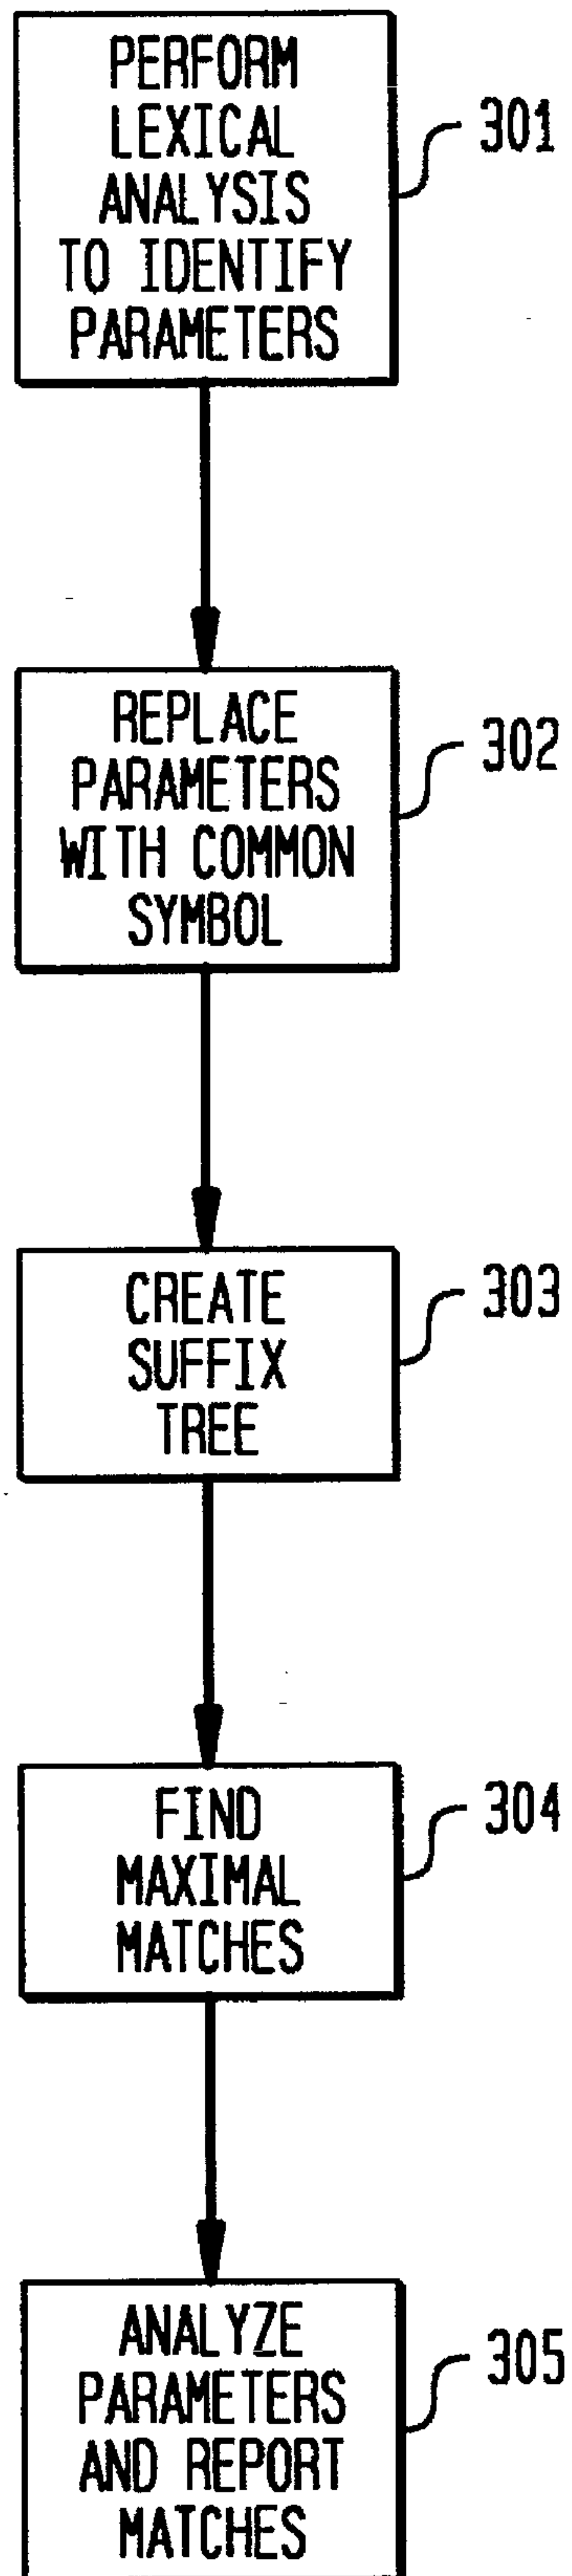 PERFORM
LEXICAL
ANALYSIS
TO IDENTIFY
PARAMETERS
301
REPLACE
PARAMETERS
WITH COMMON
SYMBOL
302
CREATE
SUFFIX
TREE
303
FIND
MAXIMAL
MATCHES
304
ANALYZE
PARAMETERS
AND REPORT
MATCHES
305